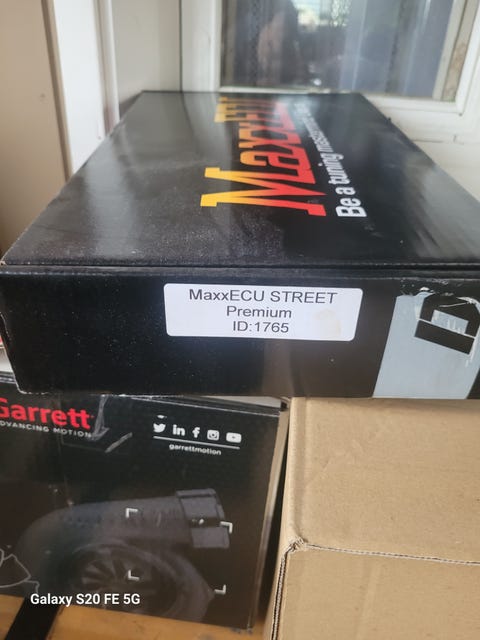 MaxxECU
Be a tuning
MaxxECU STREET
Premium
ID:1765
Garrett
ADVANCING MOTION
garrettmotion
Galaxy S20 FE 5G